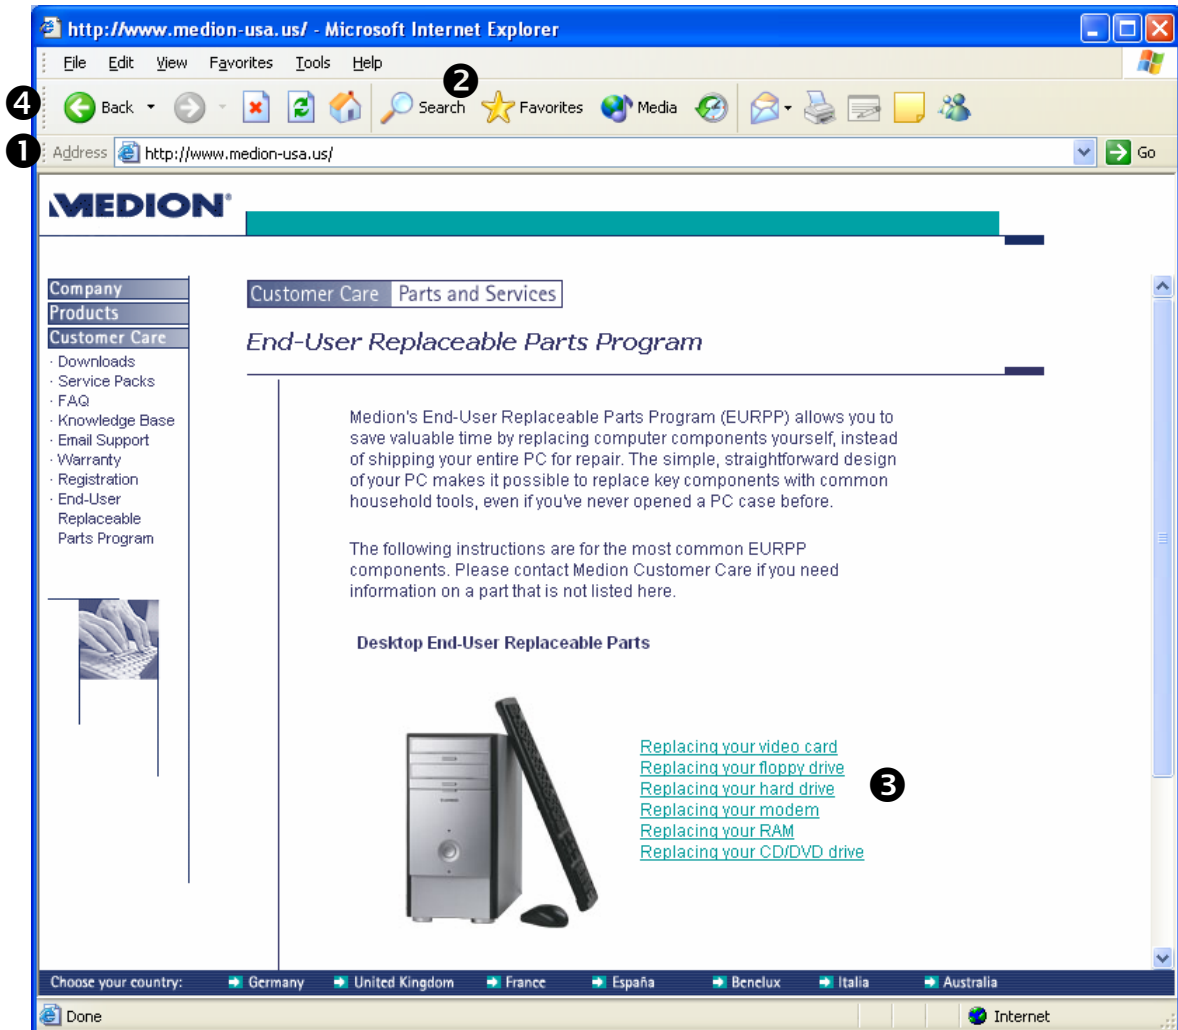 http://www.medion-usa.us/ - Microsoft Internet Explorer
File Edit View Favorites Tools Help
❷
❹ Back Search Favorites Media
❶ Address http://www.medion-usa.us/ Go
MEDION®
Company
Products
Customer Care
· Downloads
· Service Packs
· FAQ
· Knowledge Base
· Email Support
· Warranty
· Registration
· End-User
Replaceable
Parts Program
Customer Care Parts and Services
End-User Replaceable Parts Program
Medion's End-User Replaceable Parts Program (EURPP) allows you to
save valuable time by replacing computer components yourself, instead
of shipping your entire PC for repair. The simple, straightforward design
of your PC makes it possible to replace key components with common
household tools, even if you've never opened a PC case before.
The following instructions are for the most common EURPP
components. Please contact Medion Customer Care if you need
information on a part that is not listed here.
Desktop End-User Replaceable Parts
Replacing your video card
Replacing your floppy drive
Replacing your hard drive ❸
Replacing your modem
Replacing your RAM
Replacing your CD/DVD drive
Choose your country: Germany United Kingdom France España Benelux Italia Australia
Done Internet